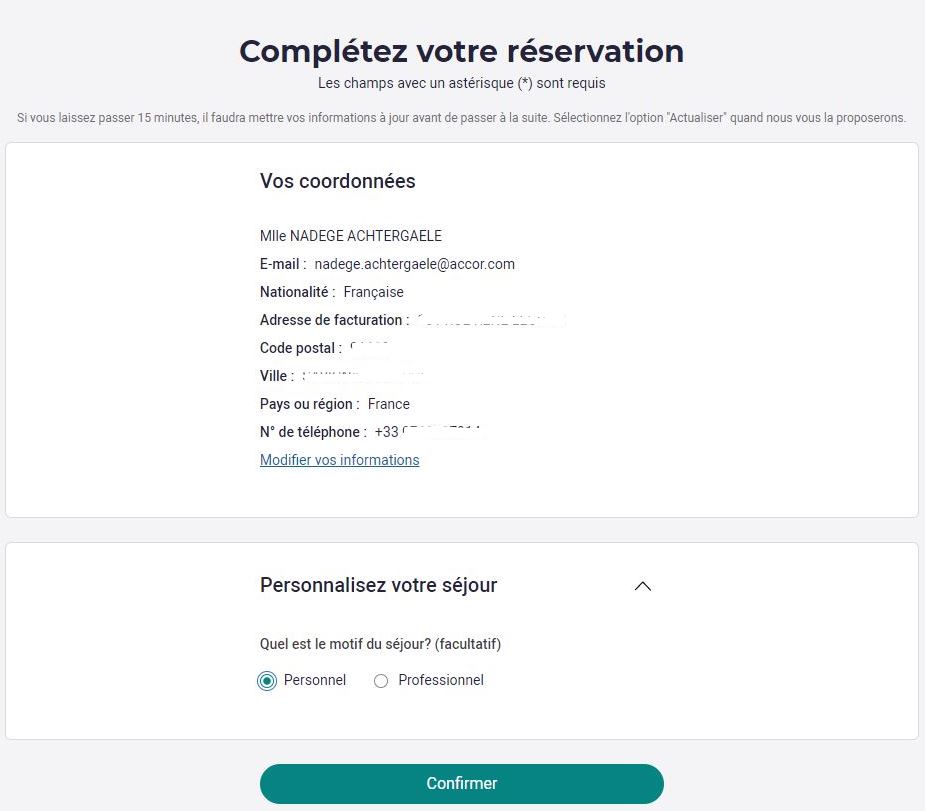 Complétez votre réservation
Les champs avec un astérisque (*) sont requis
Si vous laissez passer 15 minutes, il faudra mettre vos informations à jour avant de passer à la suite. Sélectionnez l'option "Actualiser" quand nous vous la proposerons.
Vos coordonnées
Mlle NADEGE ACHTERGAELE
E-mail : nadege.achtergaele@accor.com
Nationalité : Française
Adresse de facturation :
Code postal :
Ville :
Pays ou région : France
N° de téléphone : +33
Modifier vos informations
Personnalisez votre séjour
Quel est le motif du séjour? (facultatif)
Personnel Professionnel
Confirmer